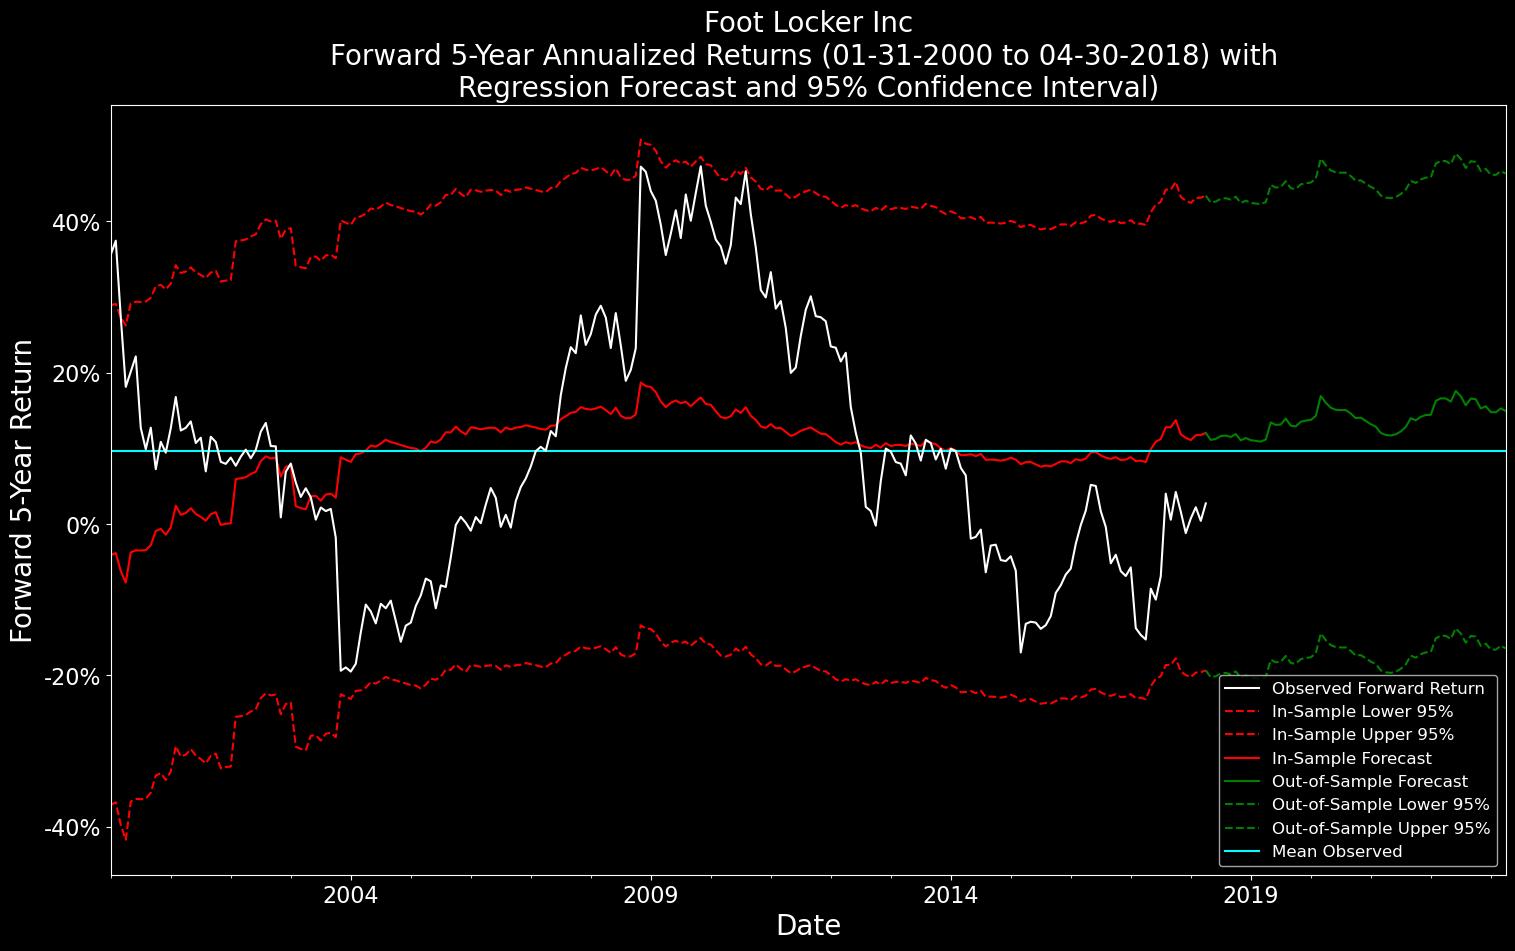 Foot Locker Inc
Forward 5-Year Annualized Returns (01-31-2000 to 04-30-2018) with
Regression Forecast and 95% Confidence Interval)
Forward 5-Year Return
40%
20%
0%
-20%
-40%
2004
2009
2014
2019
Date
Observed Forward Return
In-Sample Lower 95%
In-Sample Upper 95%
In-Sample Forecast
Out-of-Sample Forecast
Out-of-Sample Lower 95%
Out-of-Sample Upper 95%
Mean Observed